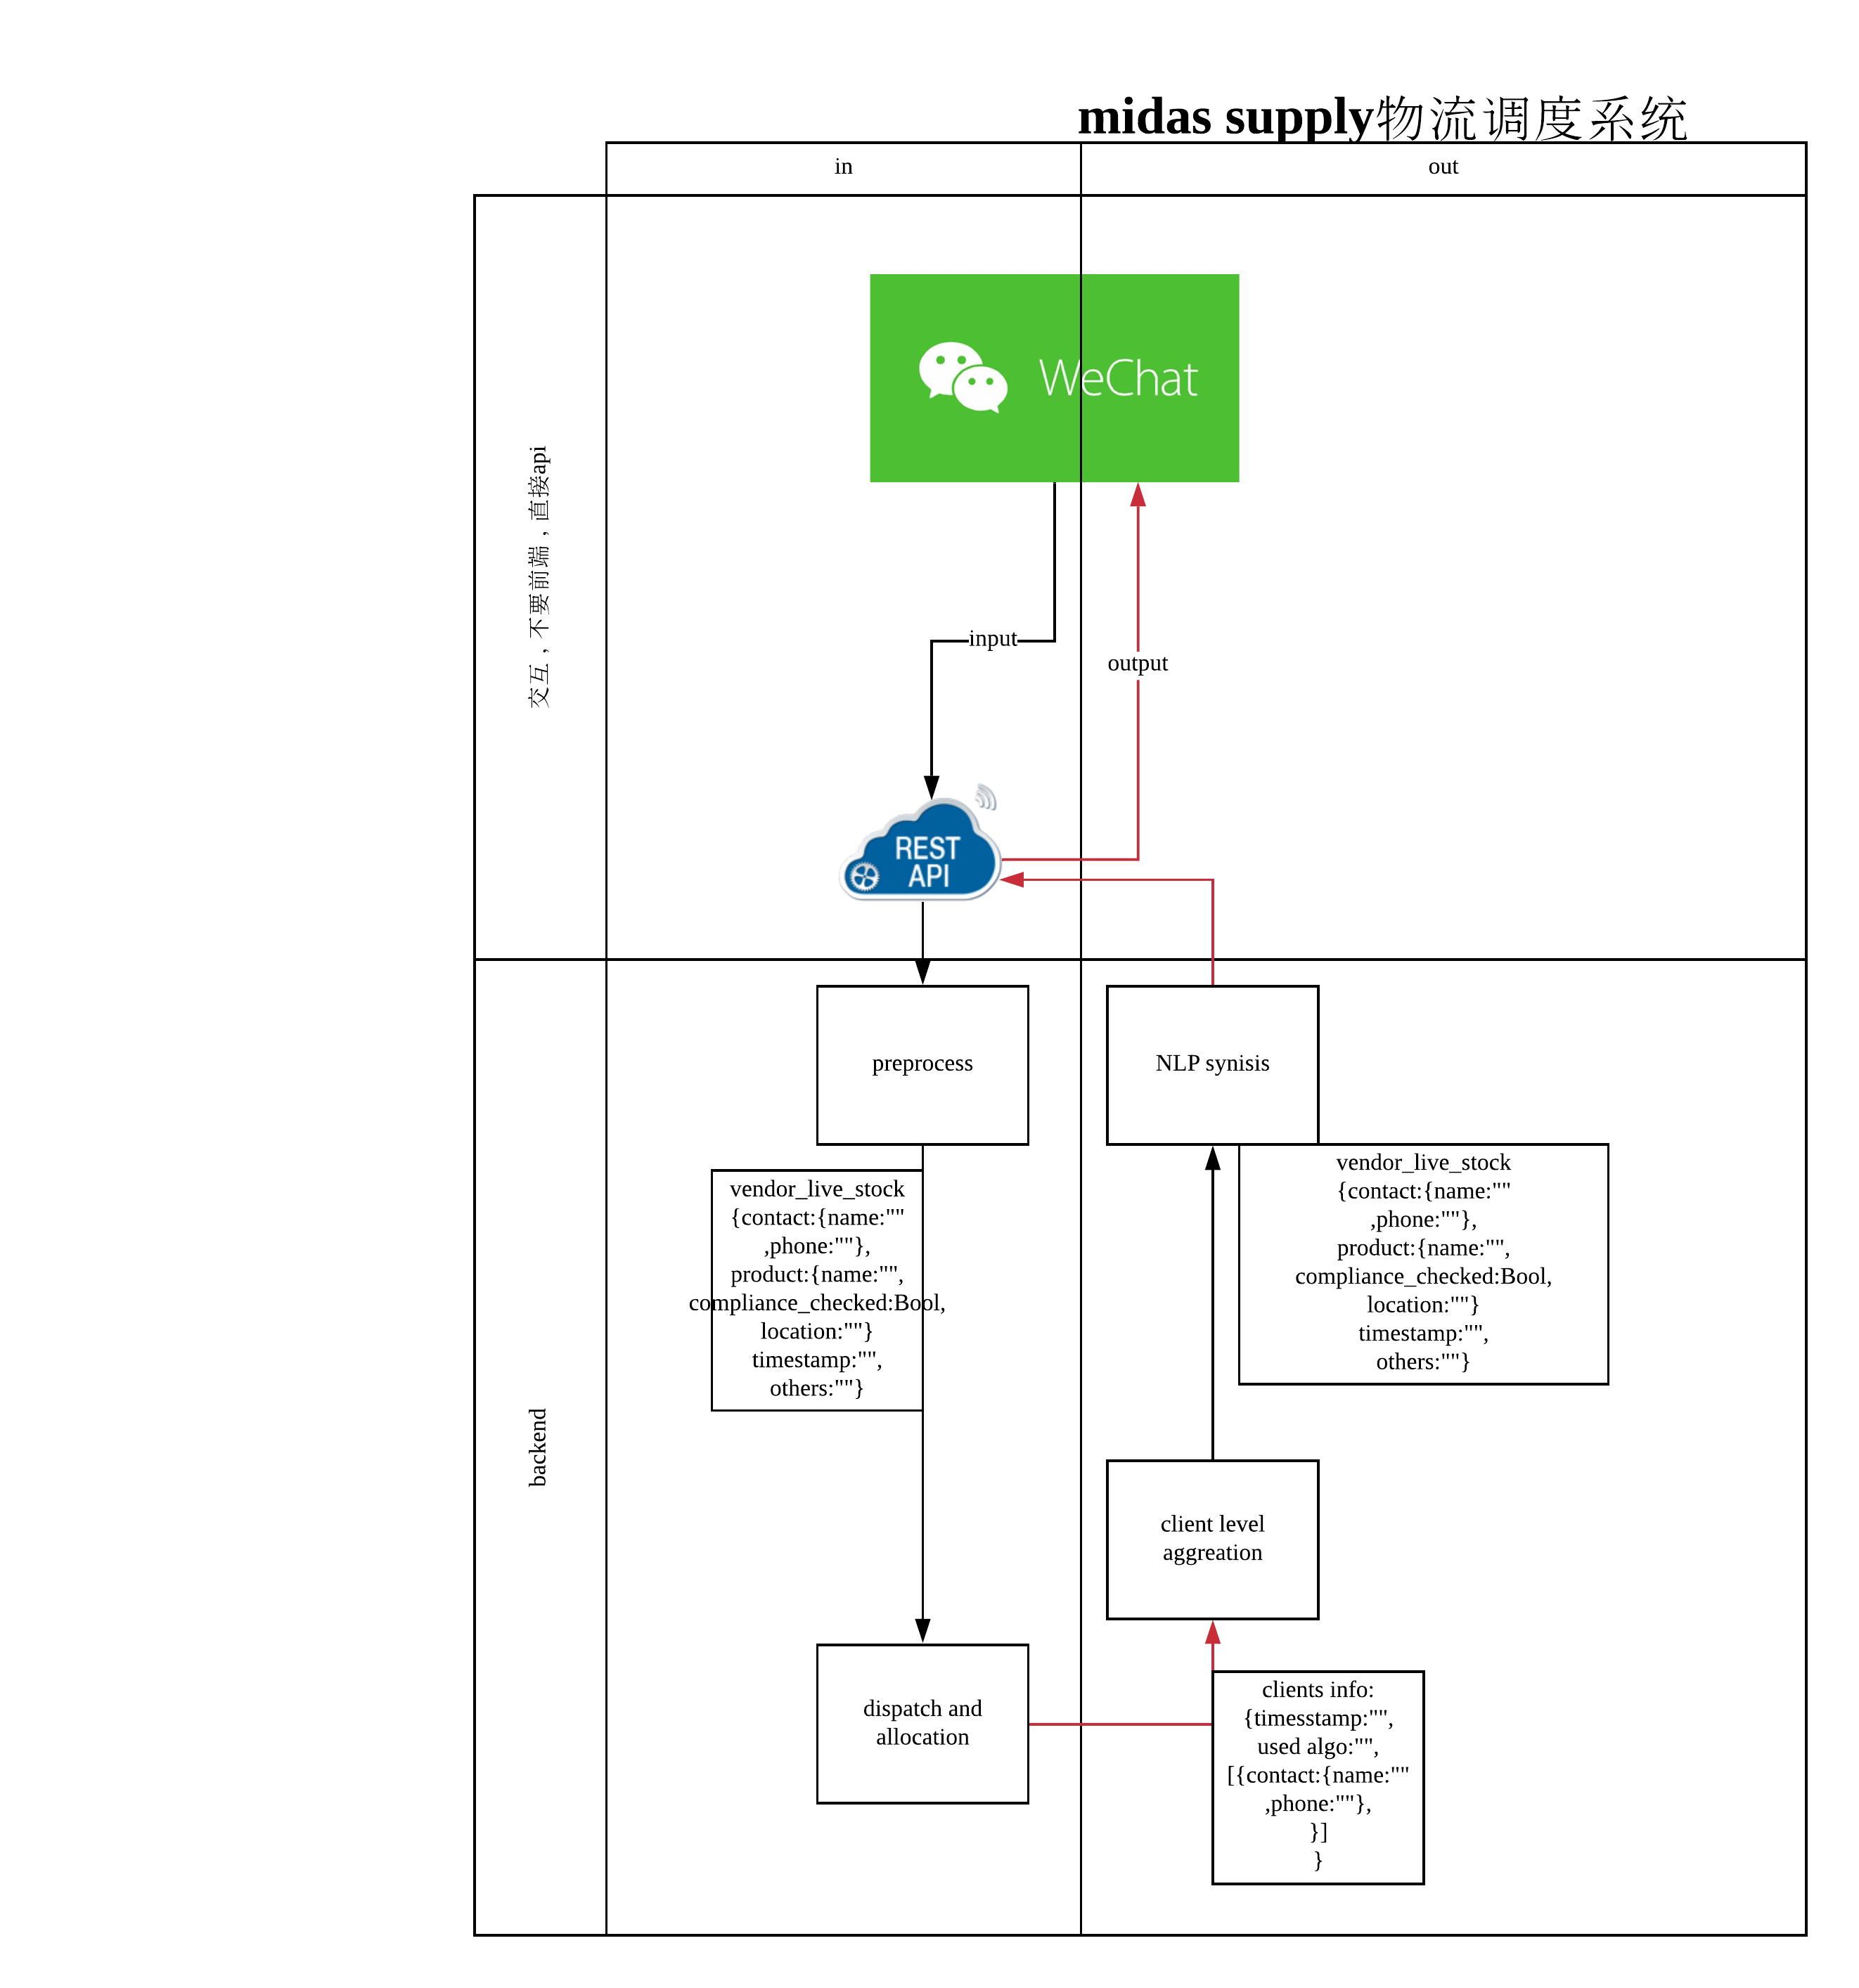 midas supply物流调度系统
in
out
交互，不要前端，直接api
WeChat
input
output
REST
API
backend
preprocess
NLP synisis
vendor_live_stock
{contact:{name:""
,phone:""},
product:{name:"",
compliance_checked:Bool,
location:""}
timestamp:"",
others:""}
vendor_live_stock
{contact:{name:""
,phone:""},
product:{name:"",
compliance_checked:Bool,
location:""}
timestamp:"",
others:""}
client level
aggreation
dispatch and
allocation
clients info:
{timesstamp:"",
used algo:"",
[{contact:{name:""
,phone:""},
}]
}